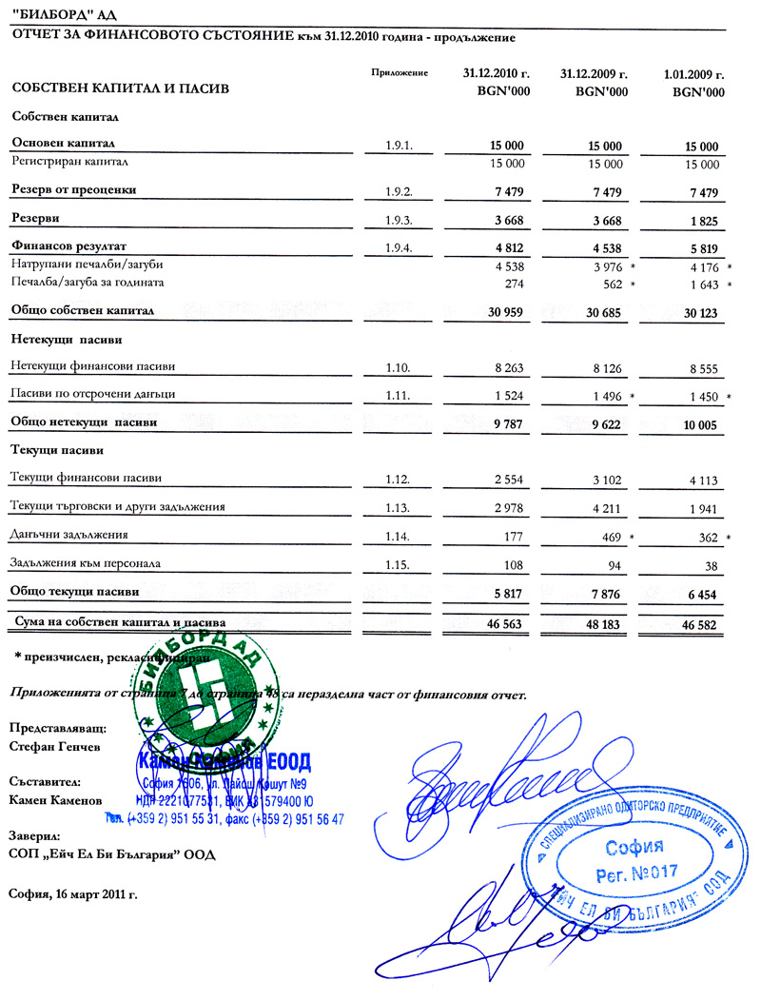 "БИЛБОРД" АД
ОТЧЕТ ЗА ФИНАНСОВОТО СЪСТОЯНИЕ към 31.12.2010 година - продължение
Приложение 31.12.2010 г. 31.12.2009 г. 1.01.2009 г.
СОБСТВЕН КАПИТАЛ И ПАСИВ BGN'000 BGN'000 BGN'000
Собствен капитал
Основен капитал 1.9.1. 15 000 15 000 15 000
Регистриран капитал 15 000 15 000 15 000
Резерв от преоценки 1.9.2. 7 479 7 479 7 479
Резерви 1.9.3. 3 668 3 668 1 825
Финансов резултат 1.9.4. 4 812 4 538 5 819
Натрупани печалби/загуби 4 538 3 976 * 4 176 *
Печалба/загуба за годината 274 562 * 1 643 *
Общо собствен капитал 30 959 30 685 30 123
Нетекущи пасиви
Нетекущи финансови пасиви 1.10. 8 263 8 126 8 555
Пасиви по отсрочени данъци 1.11. 1 524 1 496 * 1 450 *
Общо нетекущи пасиви 9 787 9 622 10 005
Текущи пасиви
Текущи финансови пасиви 1.12. 2 554 3 102 4 113
Текущи търговски и други задължения 1.13. 2 978 4 211 1 941
Данъчни задължения 1.14. 177 469 * 362 *
Задължения към персонала 1.15. 108 94 38
Общо текущи пасиви 5 817 7 876 6 454
Сума на собствен капитал и пасива 46 563 48 183 46 582
* преизчислен, рекласифициран
Приложенията от страница 7 до страница 48 са неразделна част от финансовия отчет.
БИЛБОРД АД
СОФИЯ
Представляващ:
Стефан Генчев
Камен Каменов ЕООД
София 1606, ул. Лайош Кошут №9
Съставител:
Камен Каменов
НДР 2221077531, ЕИК 831579400 Ю
Тел. (+359 2) 951 55 31, факс (+359 2) 951 56 47
Заверил:
СОП „Ейч Ел Би България” ООД
СПЕЦИАЛИЗИРАНО ОДИТОРСКО ПРЕДПРИЯТИЕ
София
Рег. №017
"ЕЙЧ ЕЛ БИ БЪЛГАРИЯ" ООД
София, 16 март 2011 г.